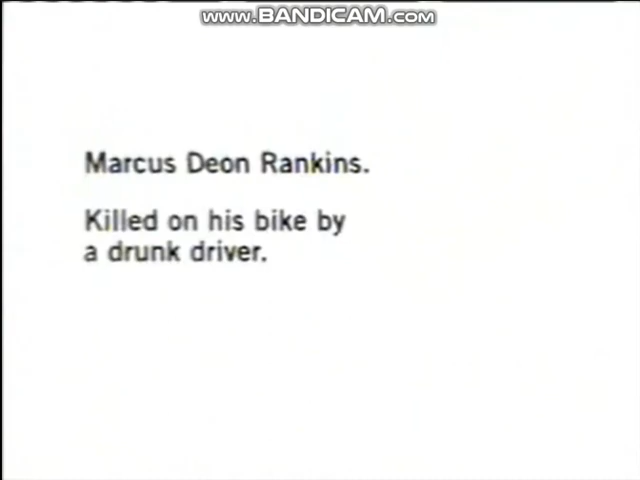 www.BANDICAM.com
Marcus Deon Rankins.
Killed on his bike by
a drunk driver.